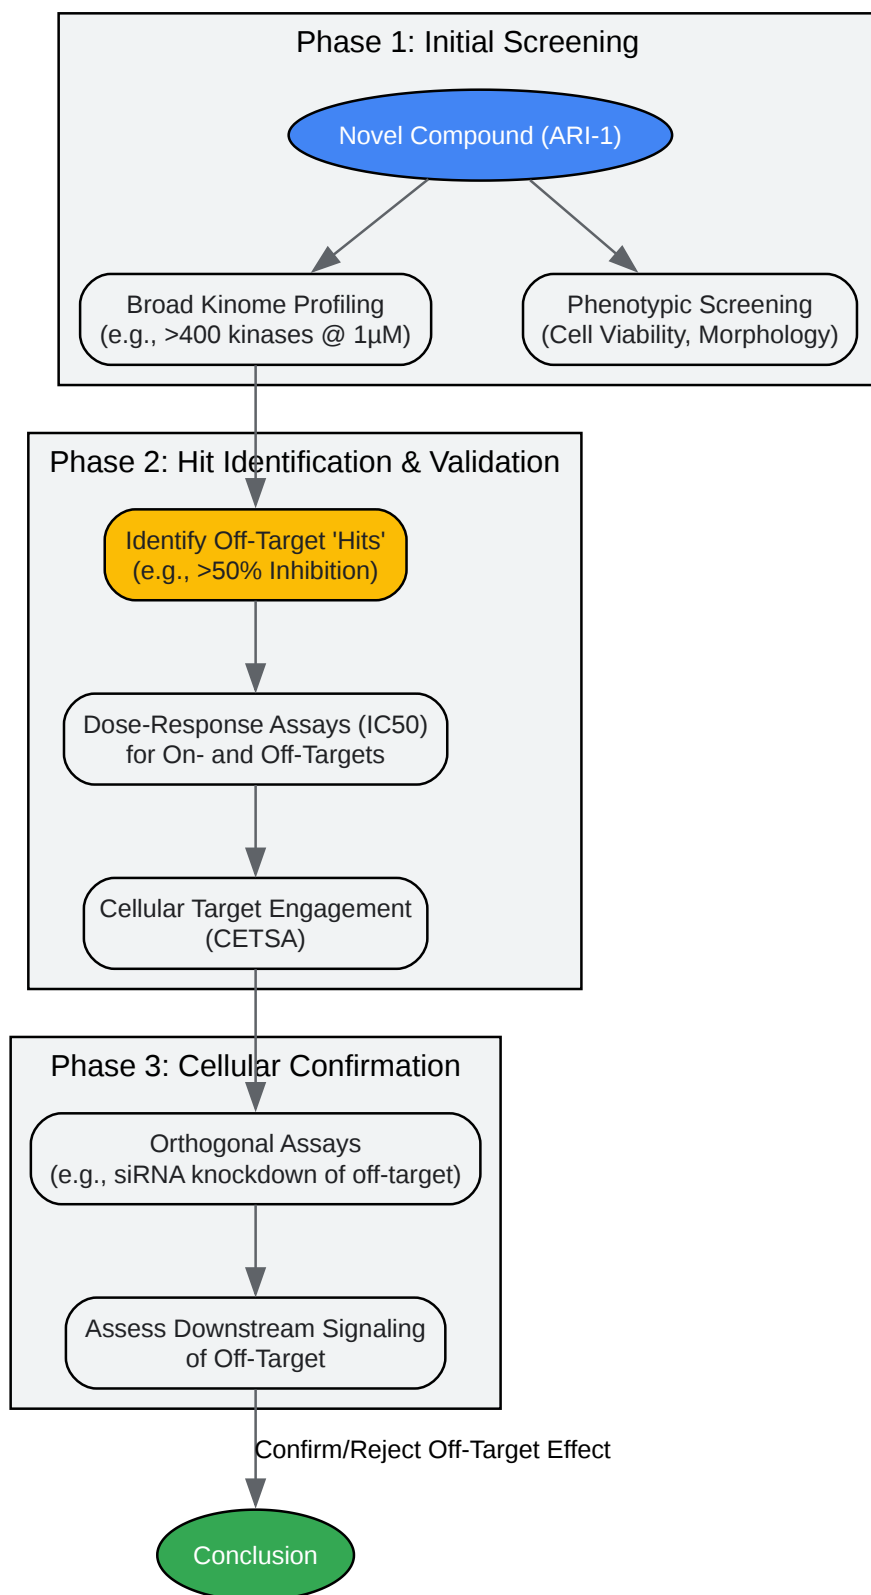 Phase 1: Initial Screening
Novel Compound (ARI-1)
Broad Kinome Profiling
(e.g., >400 kinases @ 1µM)
Phenotypic Screening
(Cell Viability, Morphology)
Phase 2: Hit Identification & Validation
Identify Off-Target 'Hits'
(e.g., >50% Inhibition)
Dose-Response Assays (IC50)
for On- and Off-Targets
Cellular Target Engagement
(CETSA)
Phase 3: Cellular Confirmation
Orthogonal Assays
(e.g., siRNA knockdown of off-target)
Assess Downstream Signaling
of Off-Target
Confirm/Reject Off-Target Effect
Conclusion